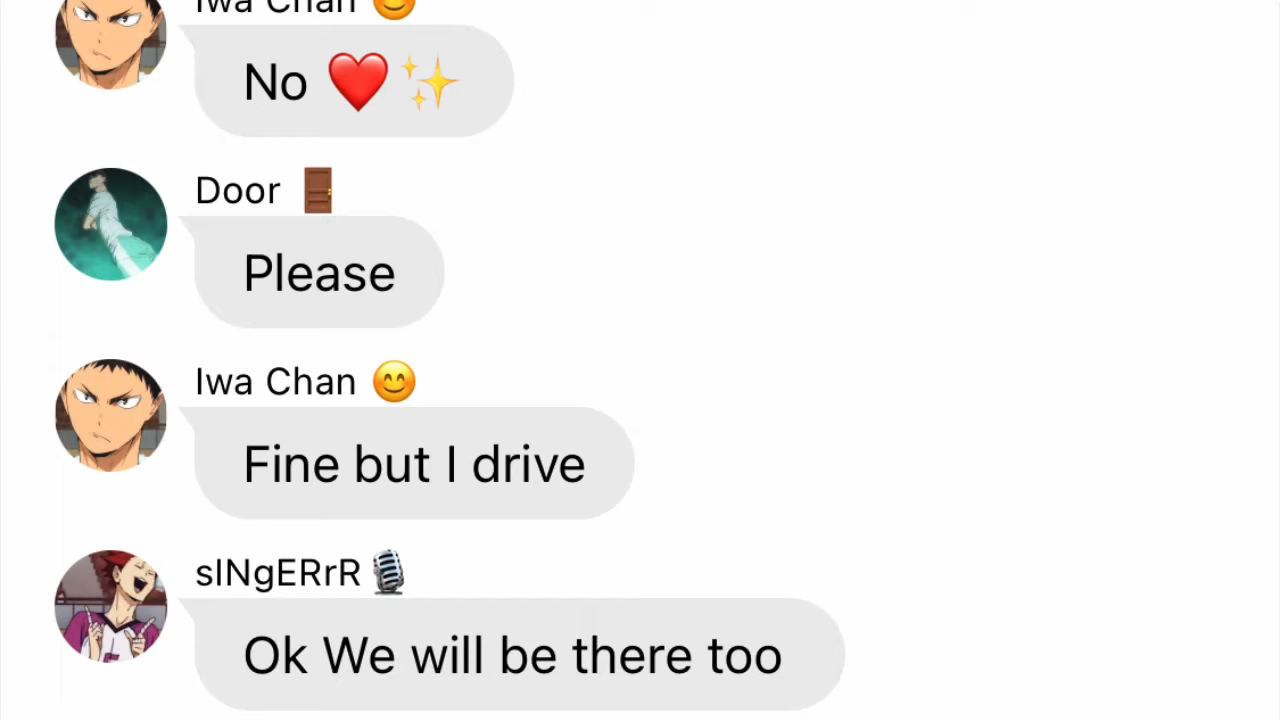 Iwa Chan 😊
No ❤️✨
Door 🚪
Please
Iwa Chan 😊
Fine but I drive
sINgERrR🎙️
Ok We will be there too